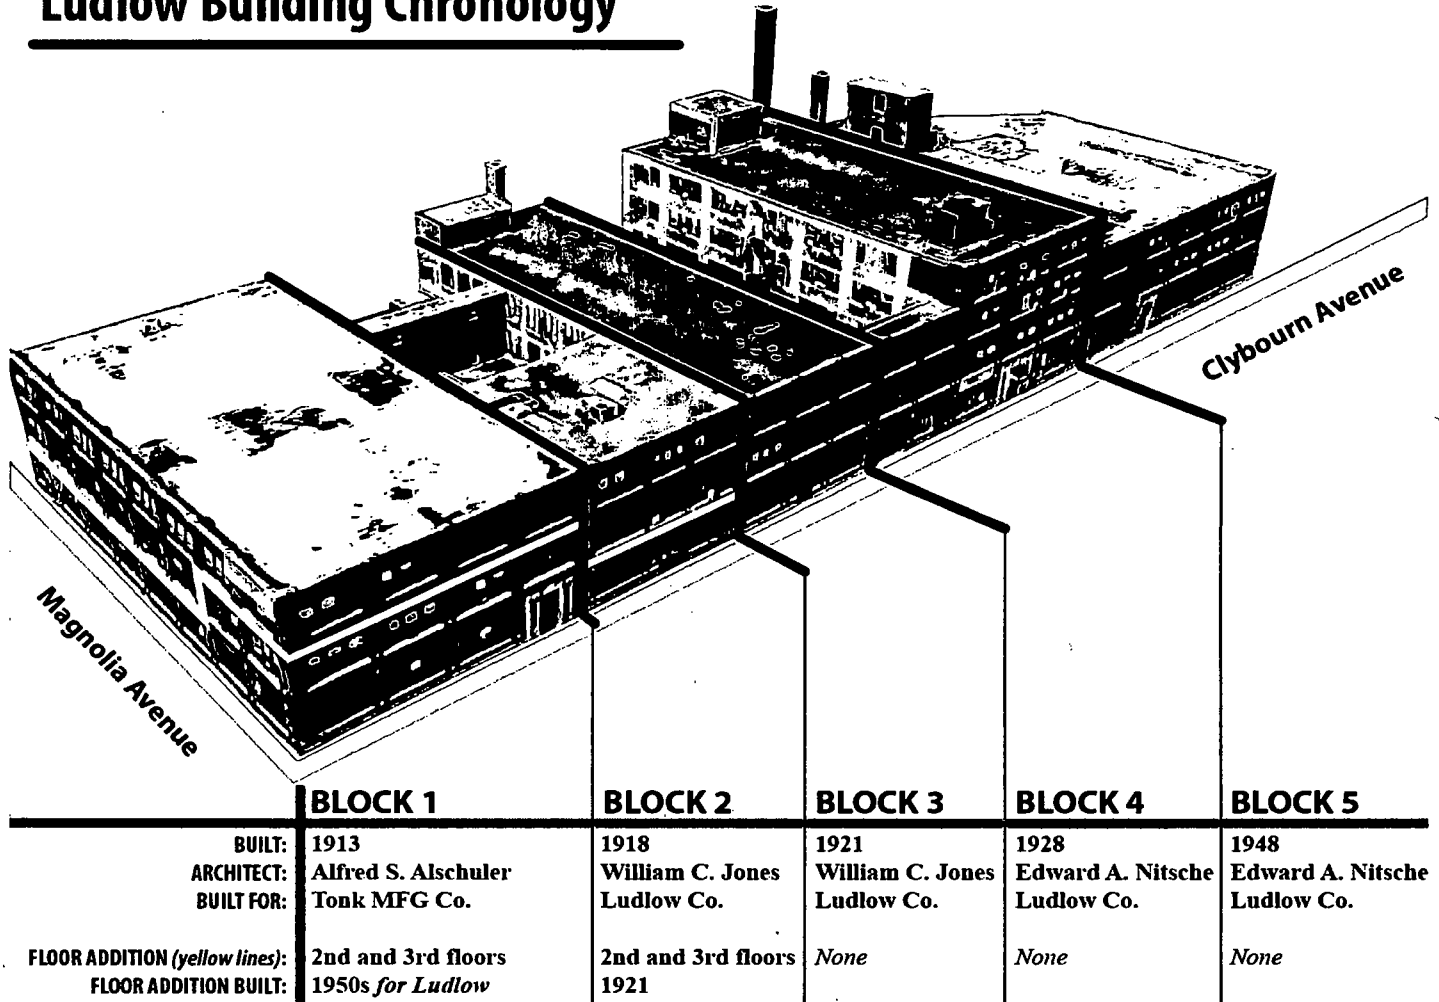 Ludlow Building Chronology
Clybourn Avenue
Magnolia Avenue
BLOCK 1 BLOCK 2 BLOCK 3 BLOCK 4 BLOCK 5
BUILT: 1913 1918 1921 1928 1948
ARCHITECT: Alfred S. Alschuler William C. Jones William C. Jones Edward A. Nitsche Edward A. Nitsche
BUILT FOR: Tonk MFG Co. Ludlow Co. Ludlow Co. Ludlow Co. Ludlow Co.
FLOOR ADDITION (yellow lines): 2nd and 3rd floors 2nd and 3rd floors None None None
FLOOR ADDITION BUILT: 1950s for Ludlow 1921